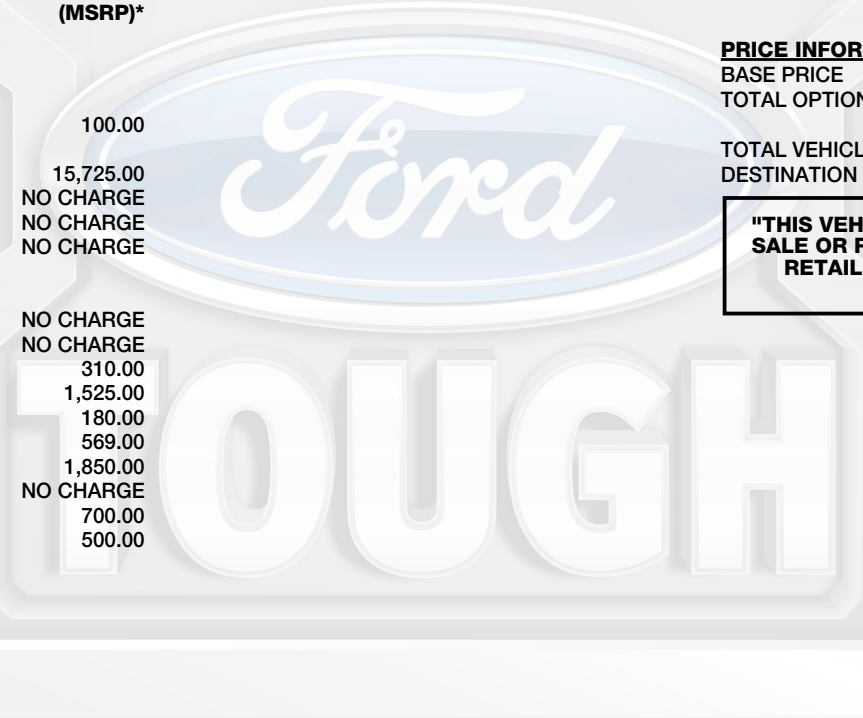 (MSRP)*
100.00
15,725.00
NO CHARGE
NO CHARGE
NO CHARGE
NO CHARGE
NO CHARGE
310.00
1,525.00
180.00
569.00
1,850.00
NO CHARGE
700.00
500.00
PRICE INFOR
BASE PRICE
TOTAL OPTION
TOTAL VEHICL
DESTINATION
"THIS VEH
SALE OR F
RETAIL
Ford
TOUGH